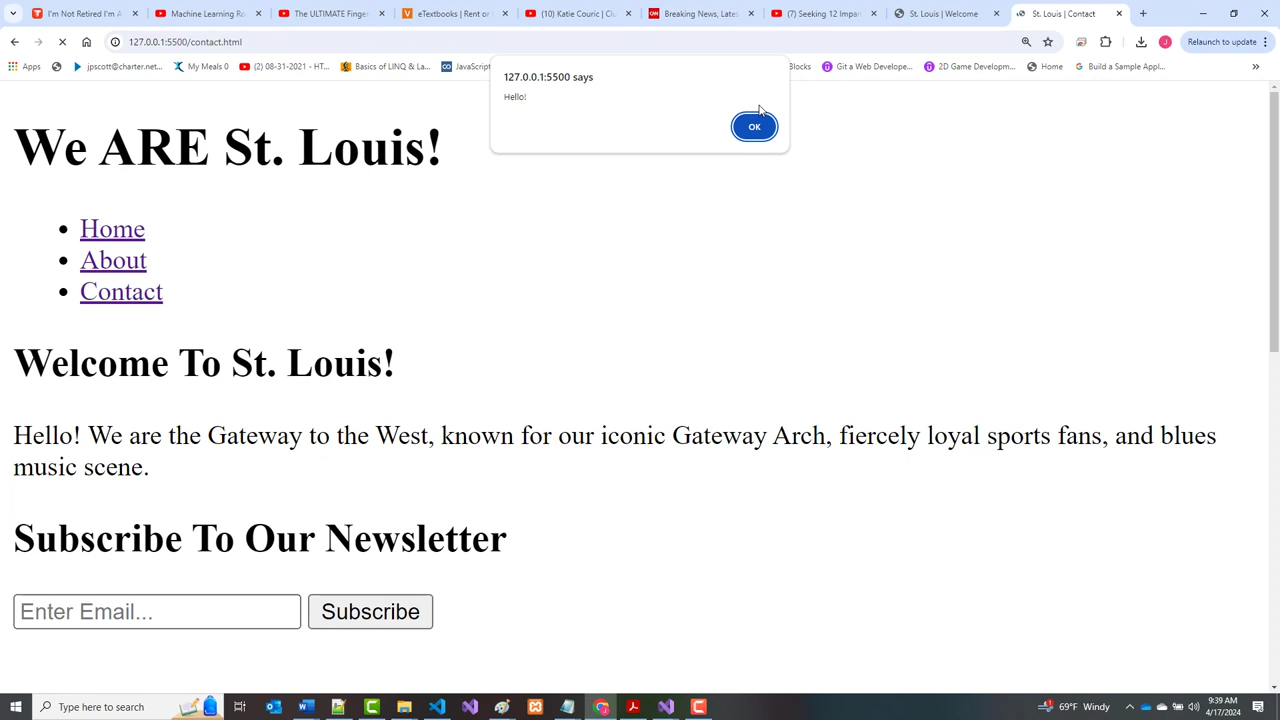 I'm Not Retired I'm A
Machine Learning Ro
The ULTIMATE Finger
eTextbooks | Rent or
(10) Katie Couric | Clu
Breaking News, Lates
(7) Seeking 12 Impar
St. Louis | Welcome
St. Louis | Contact
127.0.0.1:5500/contact.html
Relaunch to update
Apps
jpscott@charter.net...
My Meals 0
(2) 08-31-2021 - HT...
Basics of LINQ & La...
JavaScript
Git a Web Develope...
2D Game Developm...
Home
Build a Sample Appl...
127.0.0.1:5500 says
Hello!
OK
We ARE St. Louis!
Home
About
Contact
Welcome To St. Louis!
Hello! We are the Gateway to the West, known for our iconic Gateway Arch, fiercely loyal sports fans, and blues
music scene.
Subscribe To Our Newsletter
Enter Email...
Subscribe
Type here to search
69°F Windy
9:39 AM
4/17/2024